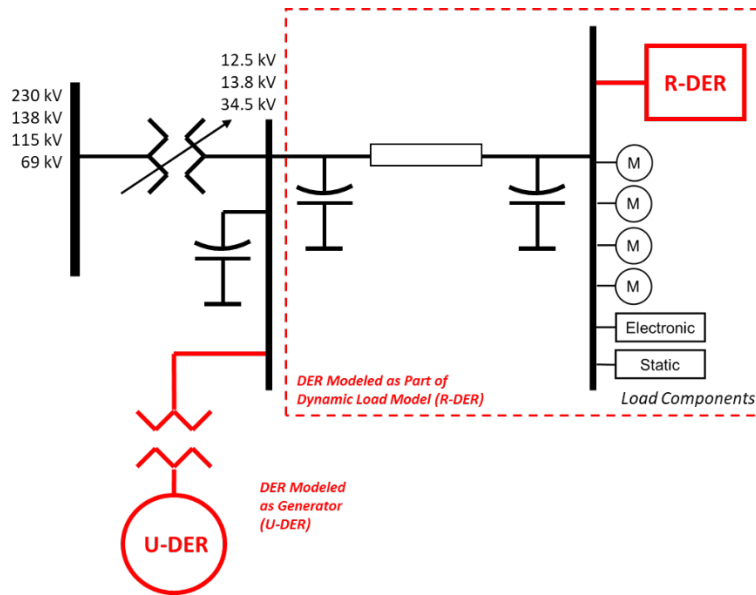 12.5 kV
13.8 kV
34.5 kV
230 kV
138 kV
115 kV
69 kV
R-DER
M
M
M
M
Electronic
Static
Load Components
DER Modeled as Part of
Dynamic Load Model (R-DER)
DER Modeled
as Generator
(U-DER)
U-DER